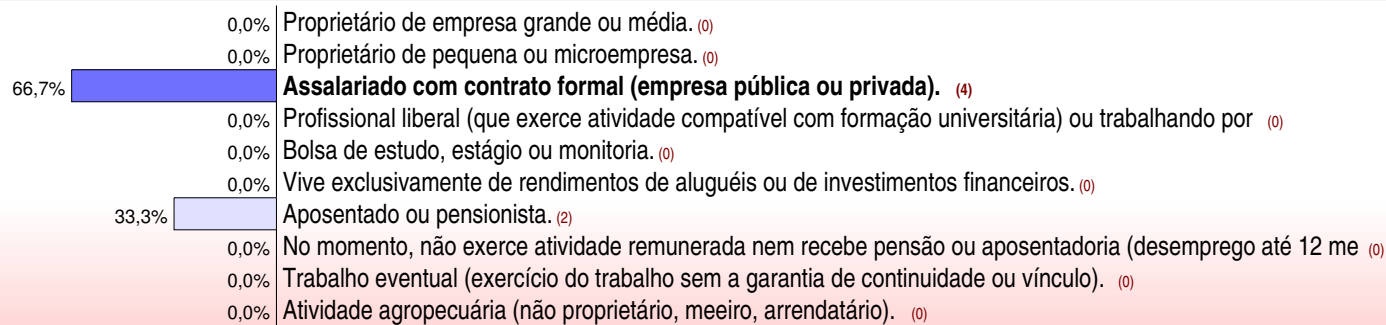 0,0% Proprietário de empresa grande ou média. (0)
0,0% Proprietário de pequena ou microempresa. (0)
66,7% Assalariado com contrato formal (empresa pública ou privada). (4)
0,0% Profissional liberal (que exerce atividade compatível com formação universitária) ou trabalhando por (0)
0,0% Bolsa de estudo, estágio ou monitoria. (0)
0,0% Vive exclusivamente de rendimentos de aluguéis ou de investimentos financeiros. (0)
33,3% Aposentado ou pensionista. (2)
0,0% No momento, não exerce atividade remunerada nem recebe pensão ou aposentadoria (desemprego até 12 me (0)
0,0% Trabalho eventual (exercício do trabalho sem a garantia de continuidade ou vínculo). (0)
0,0% Atividade agropecuária (não proprietário, meeiro, arrendatário). (0)